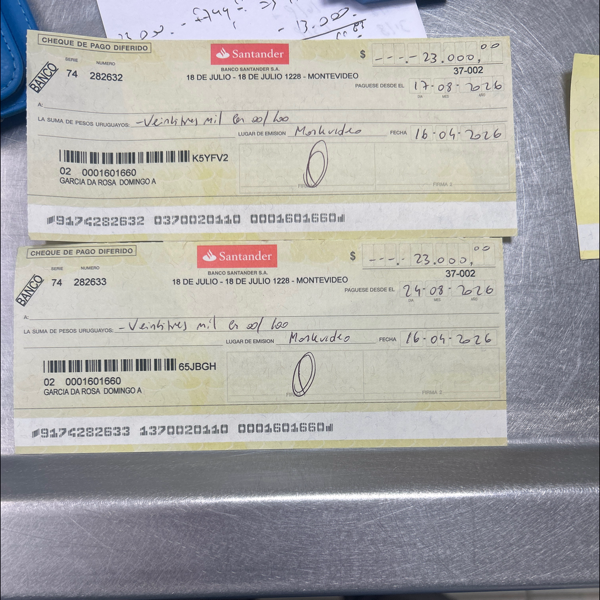 13.000.
CHEQUE DE PAGO DIFERIDO
Santander
$ ---.-23.000,00
SERIE NUMERO
BANCO 74 282632
BANCO SANTANDER S.A.
37-002
18 DE JULIO - 18 DE JULIO 1228 - MONTEVIDEO
PAGUESE DESDE EL 17-08-2026
A:
LA SUMA DE PESOS URUGUAYOS: -Veintitres mil con 00/100
LUGAR DE EMISION Montevideo FECHA 16-04-2026
K5YFV2
02 0001601660
GARCIA DA ROSA DOMINGO A
FIRMA 2
9174282632 0370020110 0001601660
CHEQUE DE PAGO DIFERIDO
Santander
$ ---.-23.000,00
SERIE NUMERO
BANCO 74 282633
BANCO SANTANDER S.A.
37-002
18 DE JULIO - 18 DE JULIO 1228 - MONTEVIDEO
PAGUESE DESDE EL 24-08-2026
A:
LA SUMA DE PESOS URUGUAYOS: -Veintitres mil con 00/100
LUGAR DE EMISION Montevideo FECHA 16-04-2026
65JBGH
02 0001601660
GARCIA DA ROSA DOMINGO A
FIRMA 2
9174282633 1370020110 0001601660